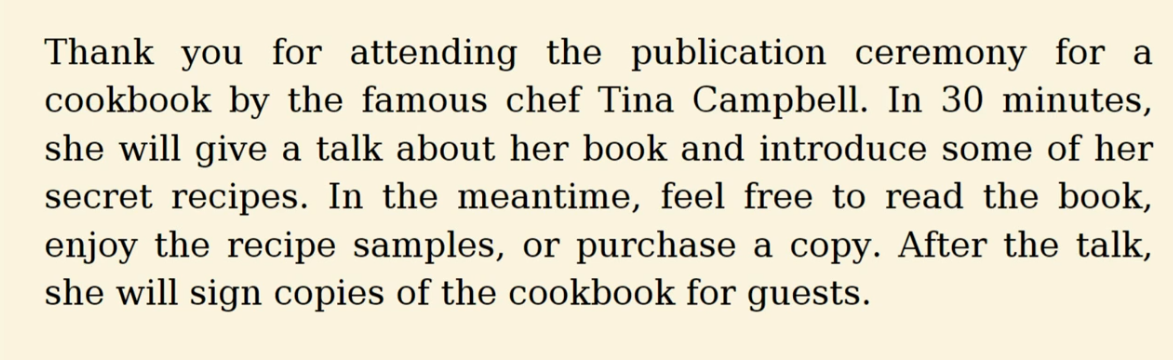 Thank you for attending the publication ceremony for a
cookbook by the famous chef Tina Campbell. In 30 minutes,
she will give a talk about her book and introduce some of her
secret recipes. In the meantime, feel free to read the book,
enjoy the recipe samples, or purchase a copy. After the talk,
she will sign copies of the cookbook for guests.